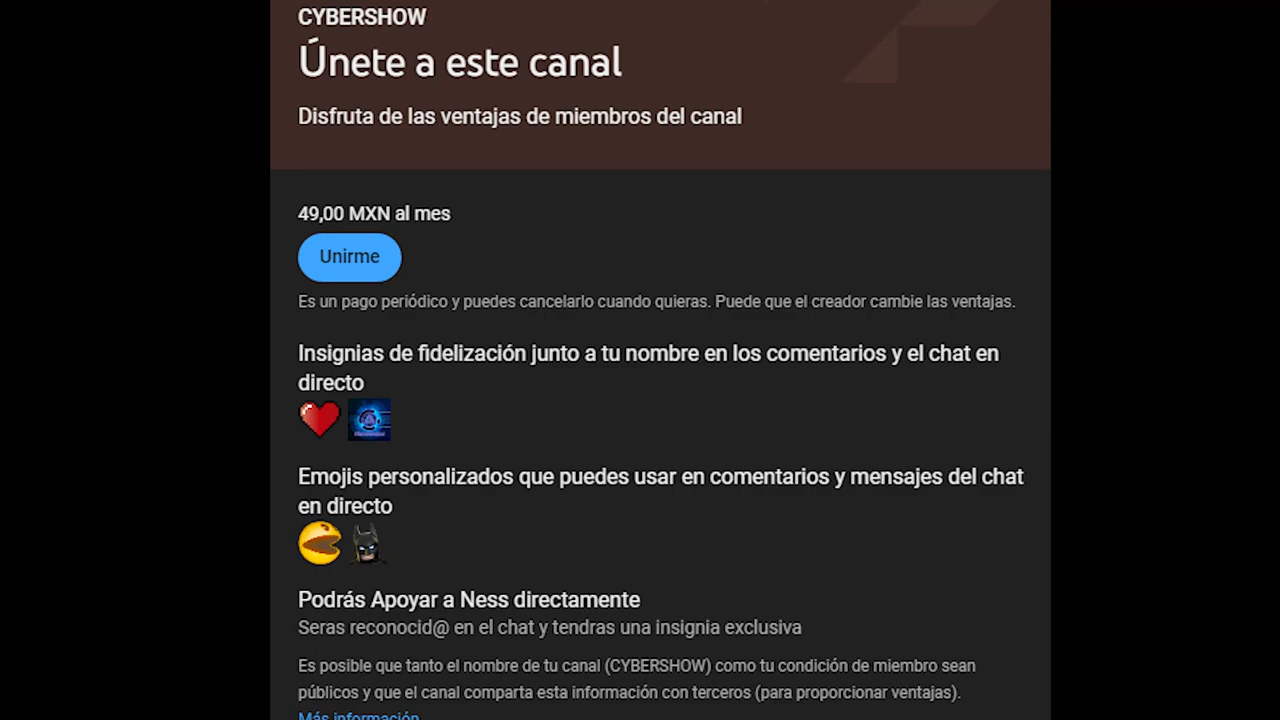 CYBERSHOW
Únete a este canal
Disfruta de las ventajas de miembros del canal
49,00 MXN al mes
Unirme
Es un pago periódico y puedes cancelarlo cuando quieras. Puede que el creador cambie las ventajas.
Insignias de fidelización junto a tu nombre en los comentarios y el chat en
directo
Emojis personalizados que puedes usar en comentarios y mensajes del chat
en directo
Podrás Apoyar a Ness directamente
Seras reconocid@ en el chat y tendras una insignia exclusiva
Es posible que tanto el nombre de tu canal (CYBERSHOW) como tu condición de miembro sean
públicos y que el canal comparta esta información con terceros (para proporcionar ventajas).
Más información